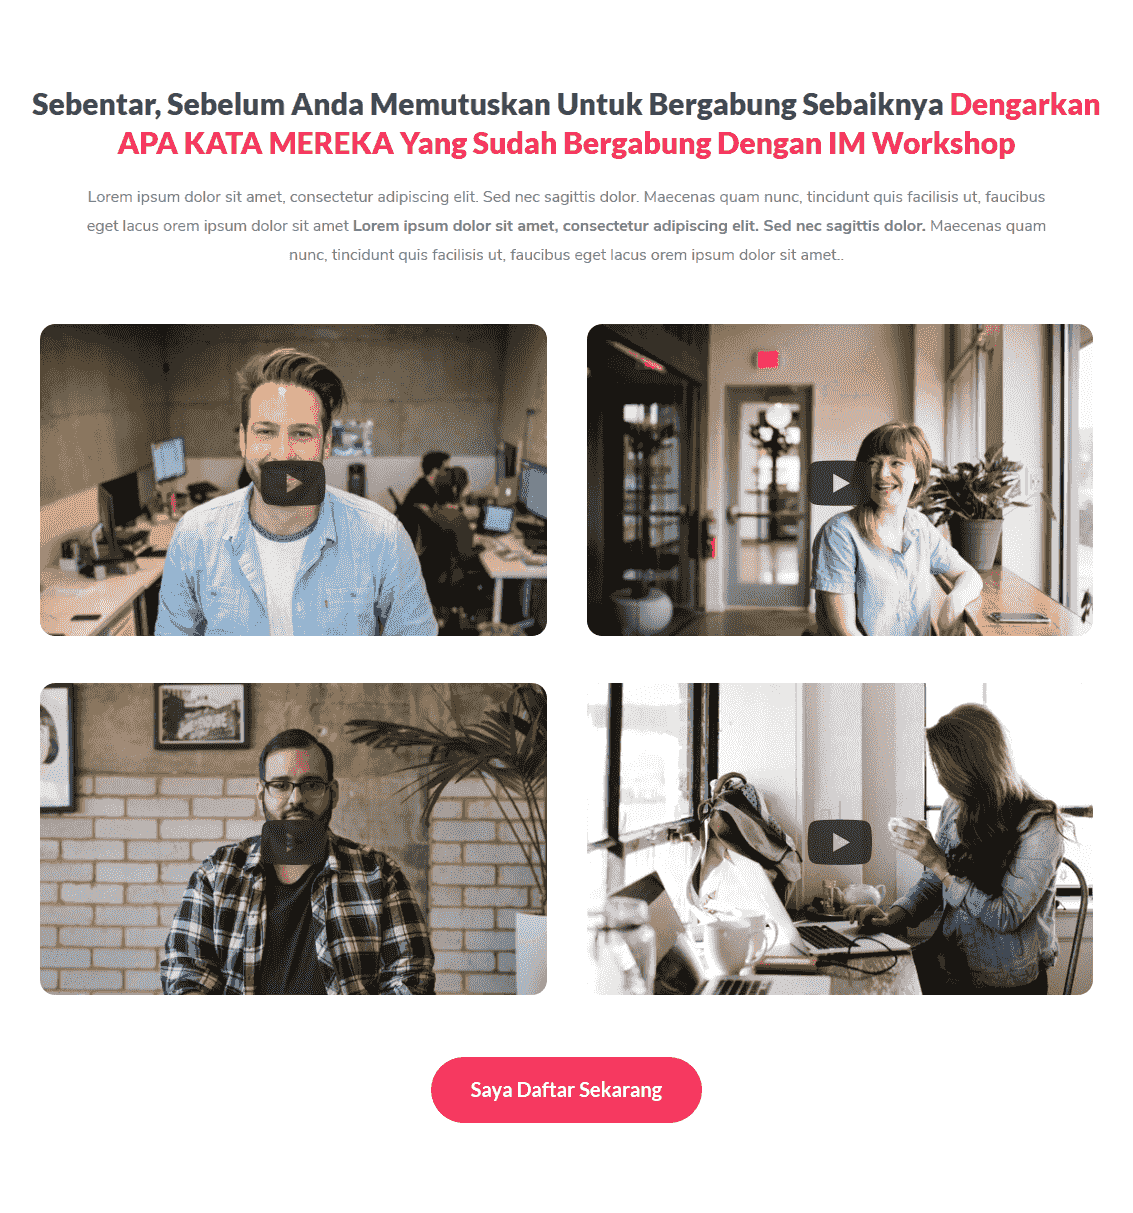 Sebentar, Sebelum Anda Memutuskan Untuk Bergabung Sebaiknya Dengarkan
APA KATA MEREKA Yang Sudah Bergabung Dengan IM Workshop
Lorem ipsum dolor sit amet, consectetur adipiscing elit. Sed nec sagittis dolor. Maecenas quam nunc, tincidunt quis facilisis ut, faucibus
eget lacus orem ipsum dolor sit amet Lorem ipsum dolor sit amet, consectetur adipiscing elit. Sed nec sagittis dolor. Maecenas quam
nunc, tincidunt quis facilisis ut, faucibus eget lacus orem ipsum dolor sit amet..
Saya Daftar Sekarang